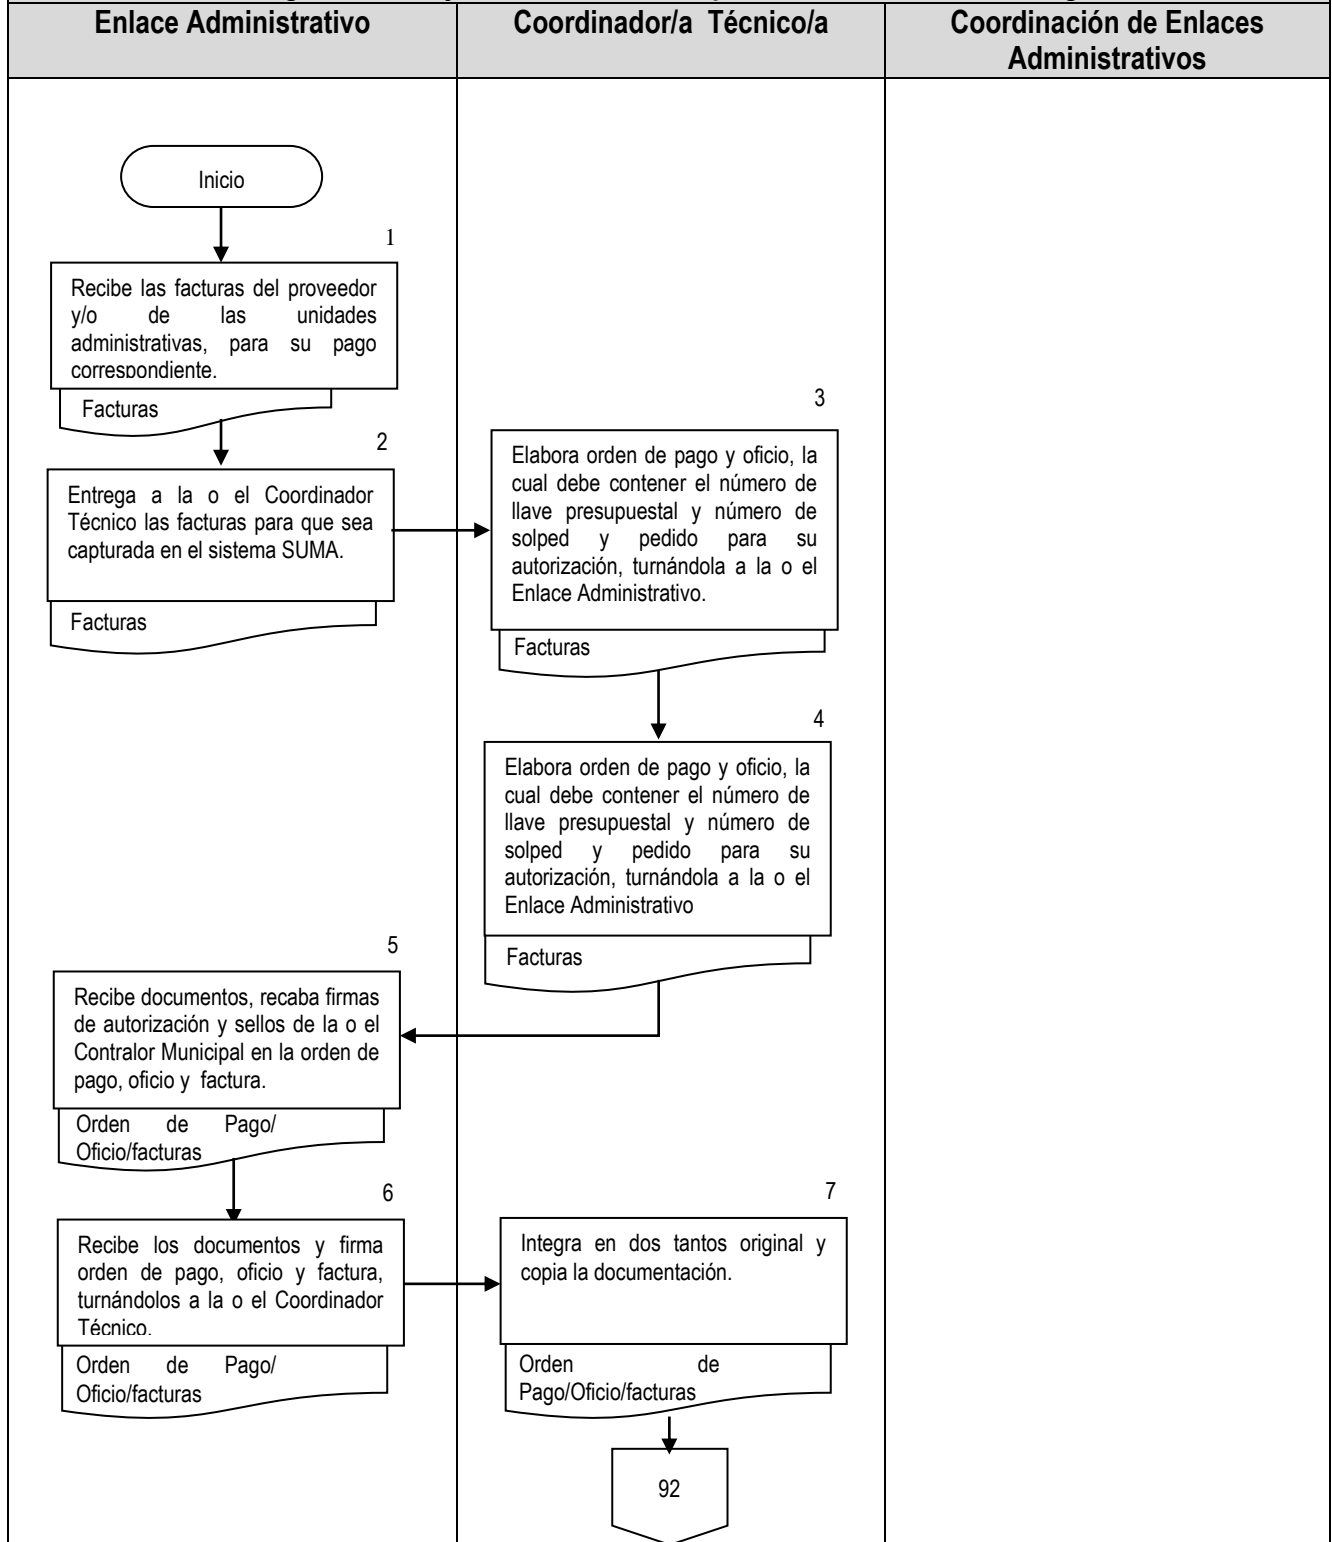 Enlace Administrativo
Coordinador/a Técnico/a
Coordinación de Enlaces
Administrativos
Inicio
1
Recibe las facturas del proveedor
y/o de las unidades
administrativas, para su pago
correspondiente.
Facturas
2
Entrega a la o el Coordinador
Técnico las facturas para que sea
capturada en el sistema SUMA.
Facturas
3
Elabora orden de pago y oficio, la
cual debe contener el número de
llave presupuestal y número de
solped y pedido para su
autorización, turnándola a la o el
Enlace Administrativo.
Facturas
4
Elabora orden de pago y oficio, la
cual debe contener el número de
llave presupuestal y número de
solped y pedido para su
autorización, turnándola a la o el
Enlace Administrativo
Facturas
5
Recibe documentos, recaba firmas
de autorización y sellos de la o el
Contralor Municipal en la orden de
pago, oficio y factura.
Orden de Pago/
Oficio/facturas
6
Recibe los documentos y firma
orden de pago, oficio y factura,
turnándolos a la o el Coordinador
Técnico.
Orden de Pago/
Oficio/facturas
7
Integra en dos tantos original y
copia la documentación.
Orden de
Pago/Oficio/facturas
92